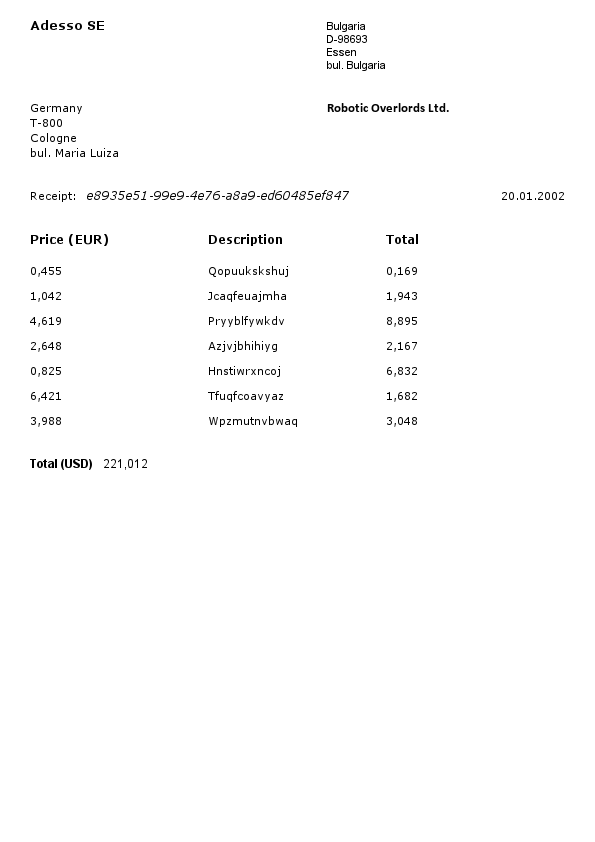 Adesso SE
Bulgaria
D-98693
Essen
bul. Bulgaria
Germany
T-800
Cologne
bul. Maria Luiza
Robotic Overlords Ltd.
Receipt: e8935e51-99e9-4e76-a8a9-ed60485ef847 20.01.2002
Price (EUR) Description Total
0,455 Qopuukskshuj 0,169
1,042 Jcaqfeuajmha 1,943
4,619 Pryyblfywkdv 8,895
2,648 Azjvjbhihiyg 2,167
0,825 Hnstiwrxncoj 6,832
6,421 Tfuqfcoavyaz 1,682
3,988 Wpzmutnvbwaq 3,048
Total (USD) 221,012